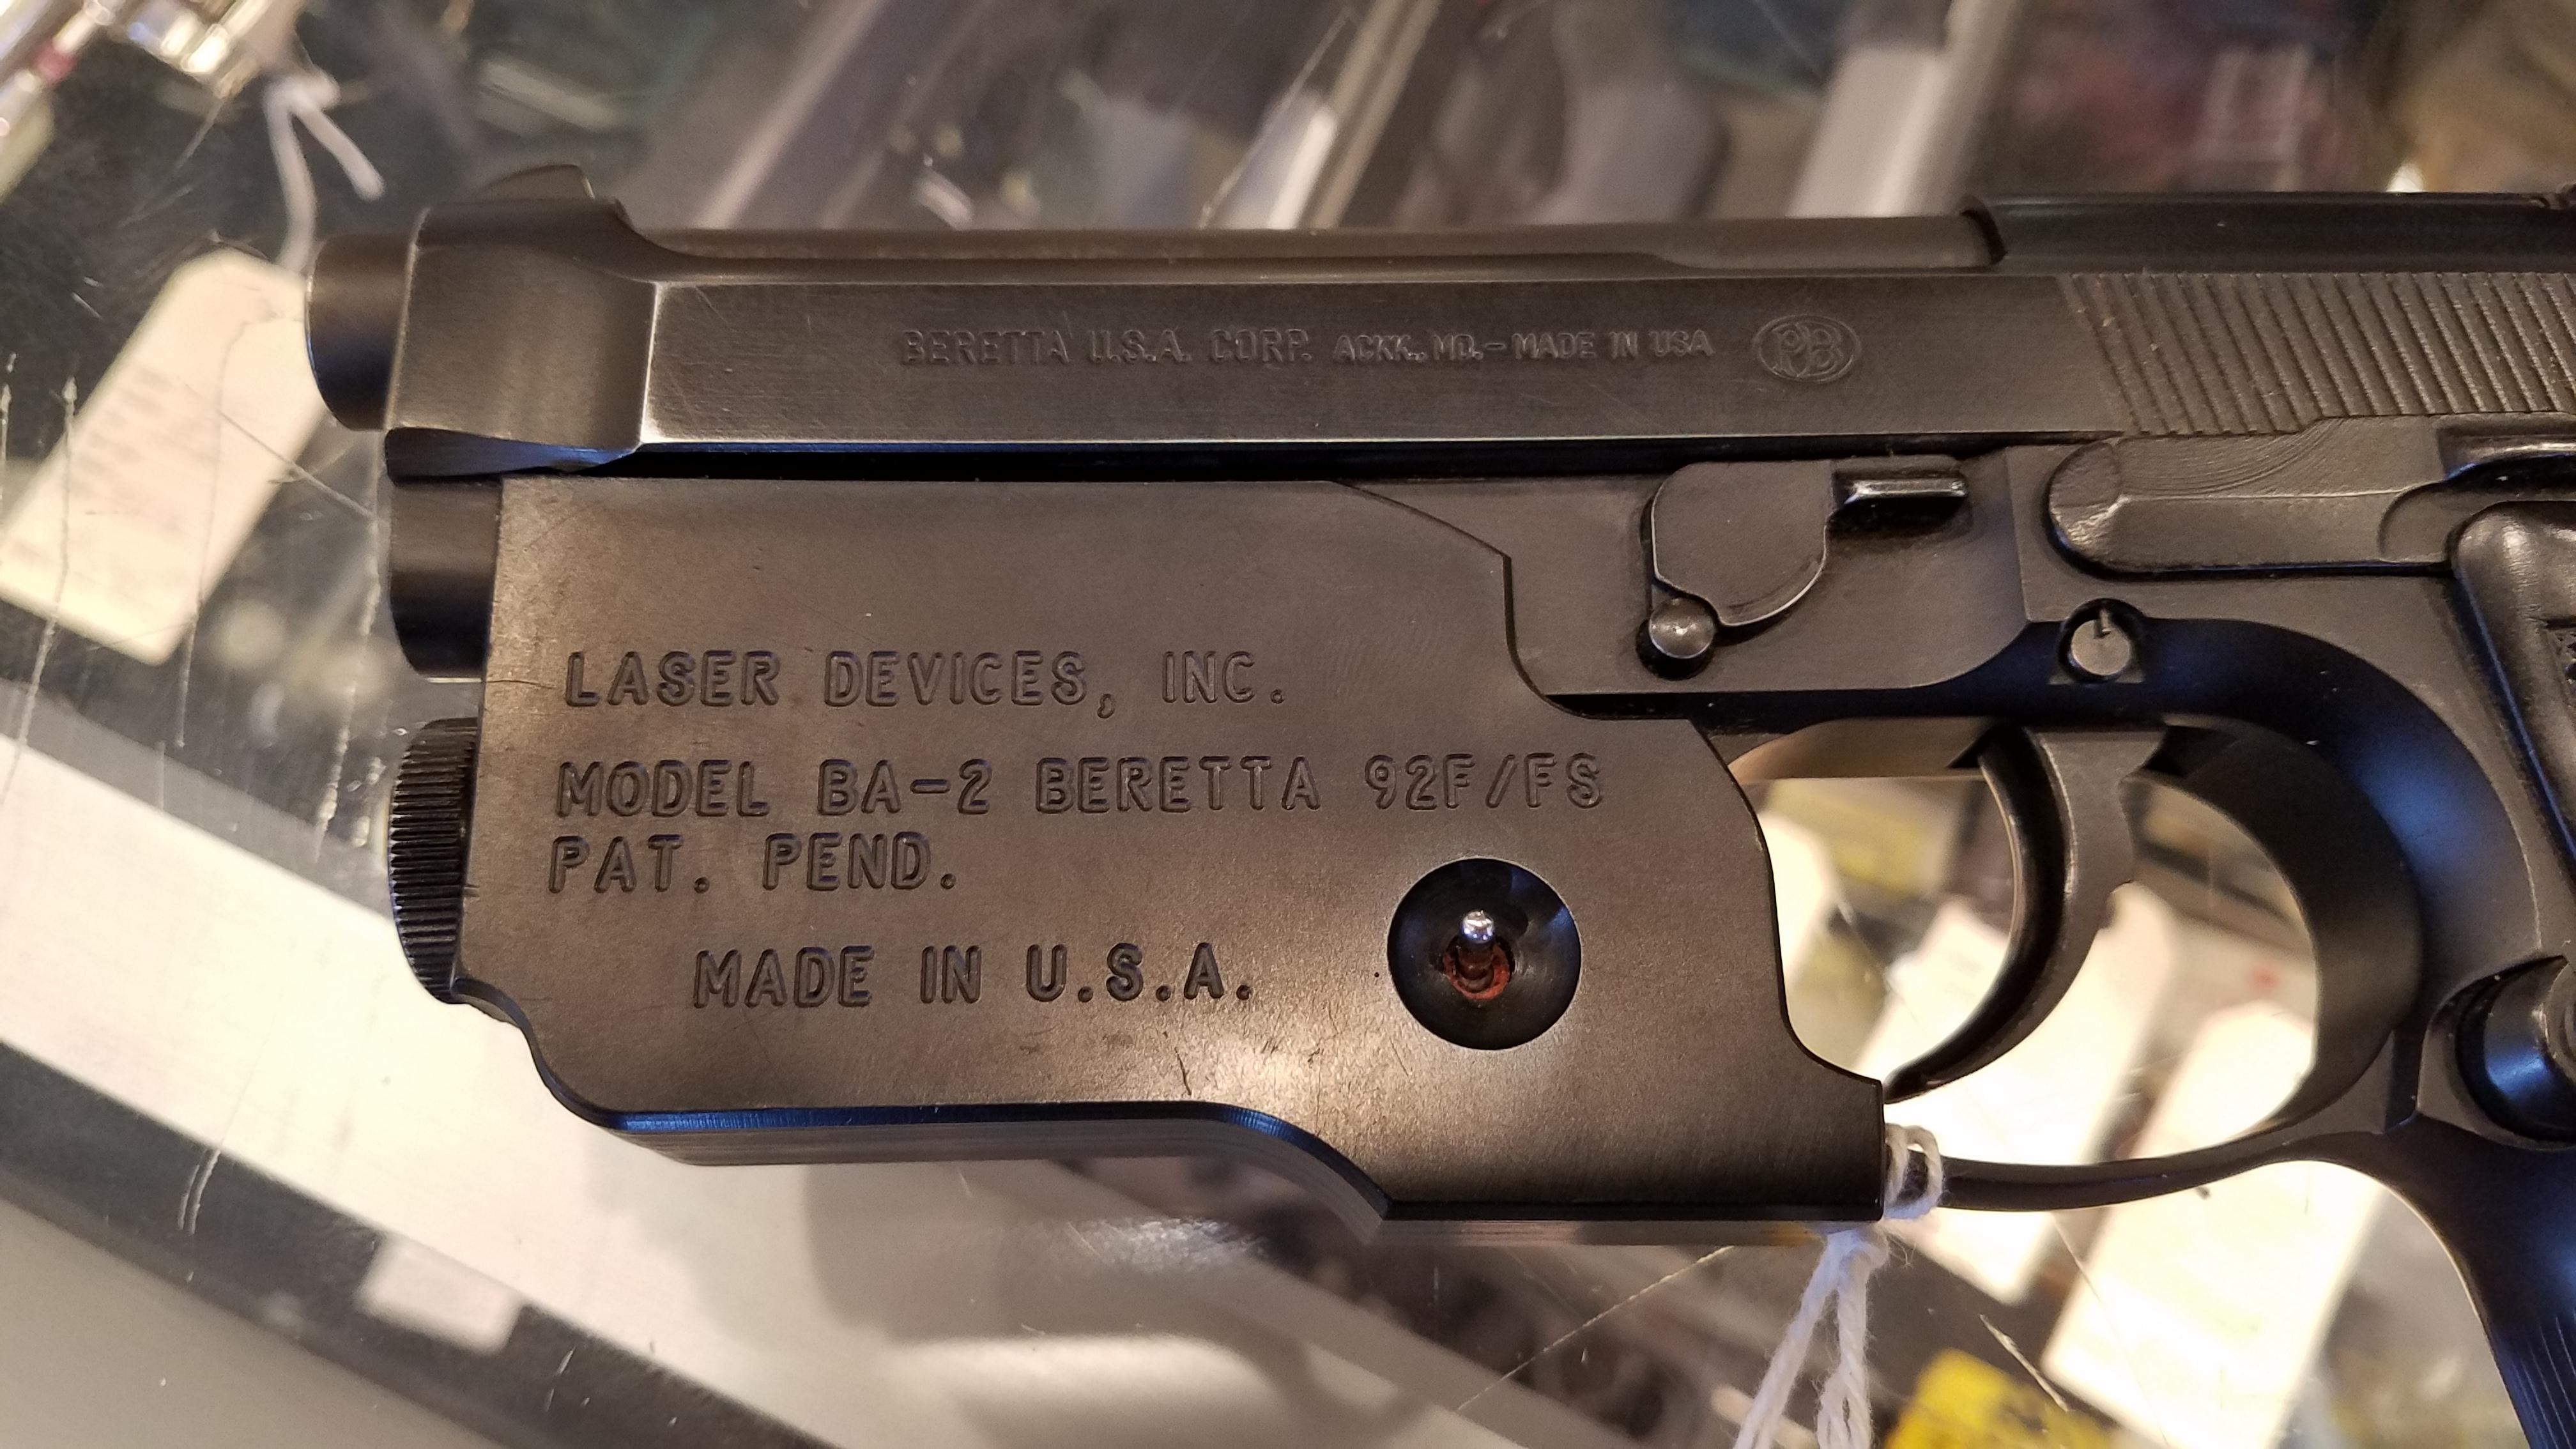 BERETTA U.S.A. CORP. ACKK., MD.-MADE IN USA PB
LASER DEVICES, INC.
MODEL BA-2 BERETTA 92F/FS
PAT. PEND.
MADE IN U.S.A.